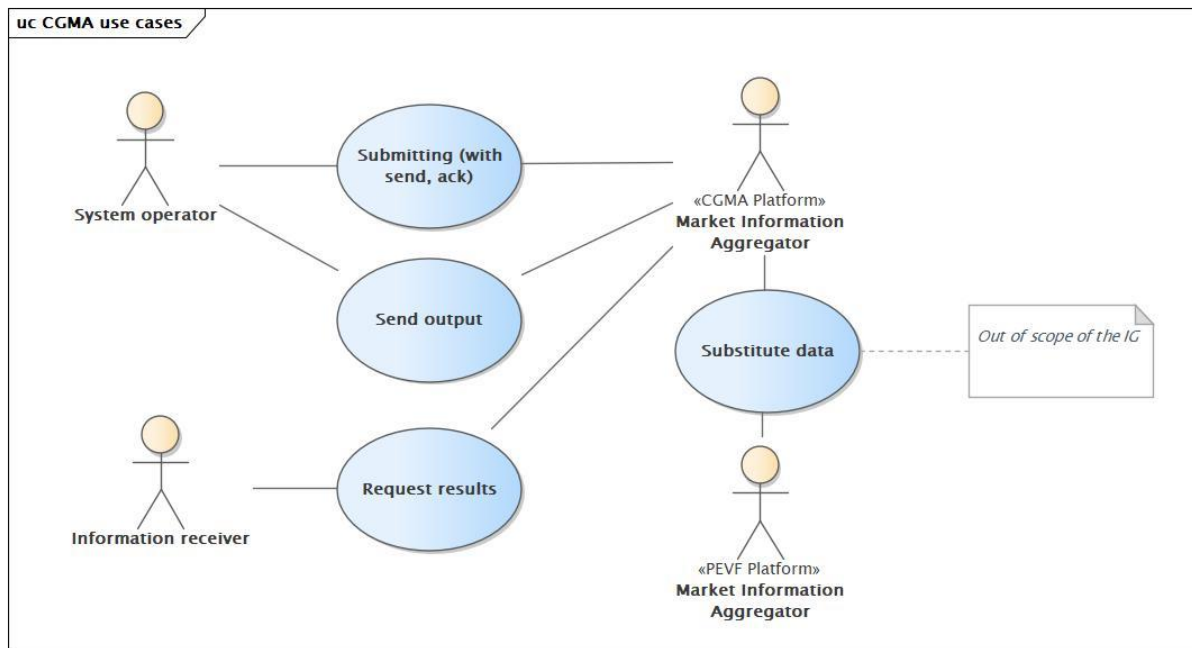 uc CGMA use cases
System operator
Submitting (with
send, ack)
«CGMA Platform»
Market Information
Aggregator
Send output
Substitute data
Out of scope of the IG
Information receiver
Request results
«PEVF Platform»
Market Information
Aggregator